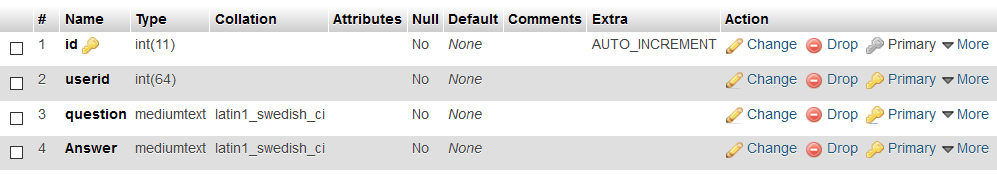 # Name Type Collation Attributes Null Default Comments Extra Action
1 id int(11) No None AUTO_INCREMENT Change Drop Primary More
2 userid int(64) No None Change Drop Primary More
3 question mediumtext latin1_swedish_ci No None Change Drop Primary More
4 Answer mediumtext latin1_swedish_ci No None Change Drop Primary More